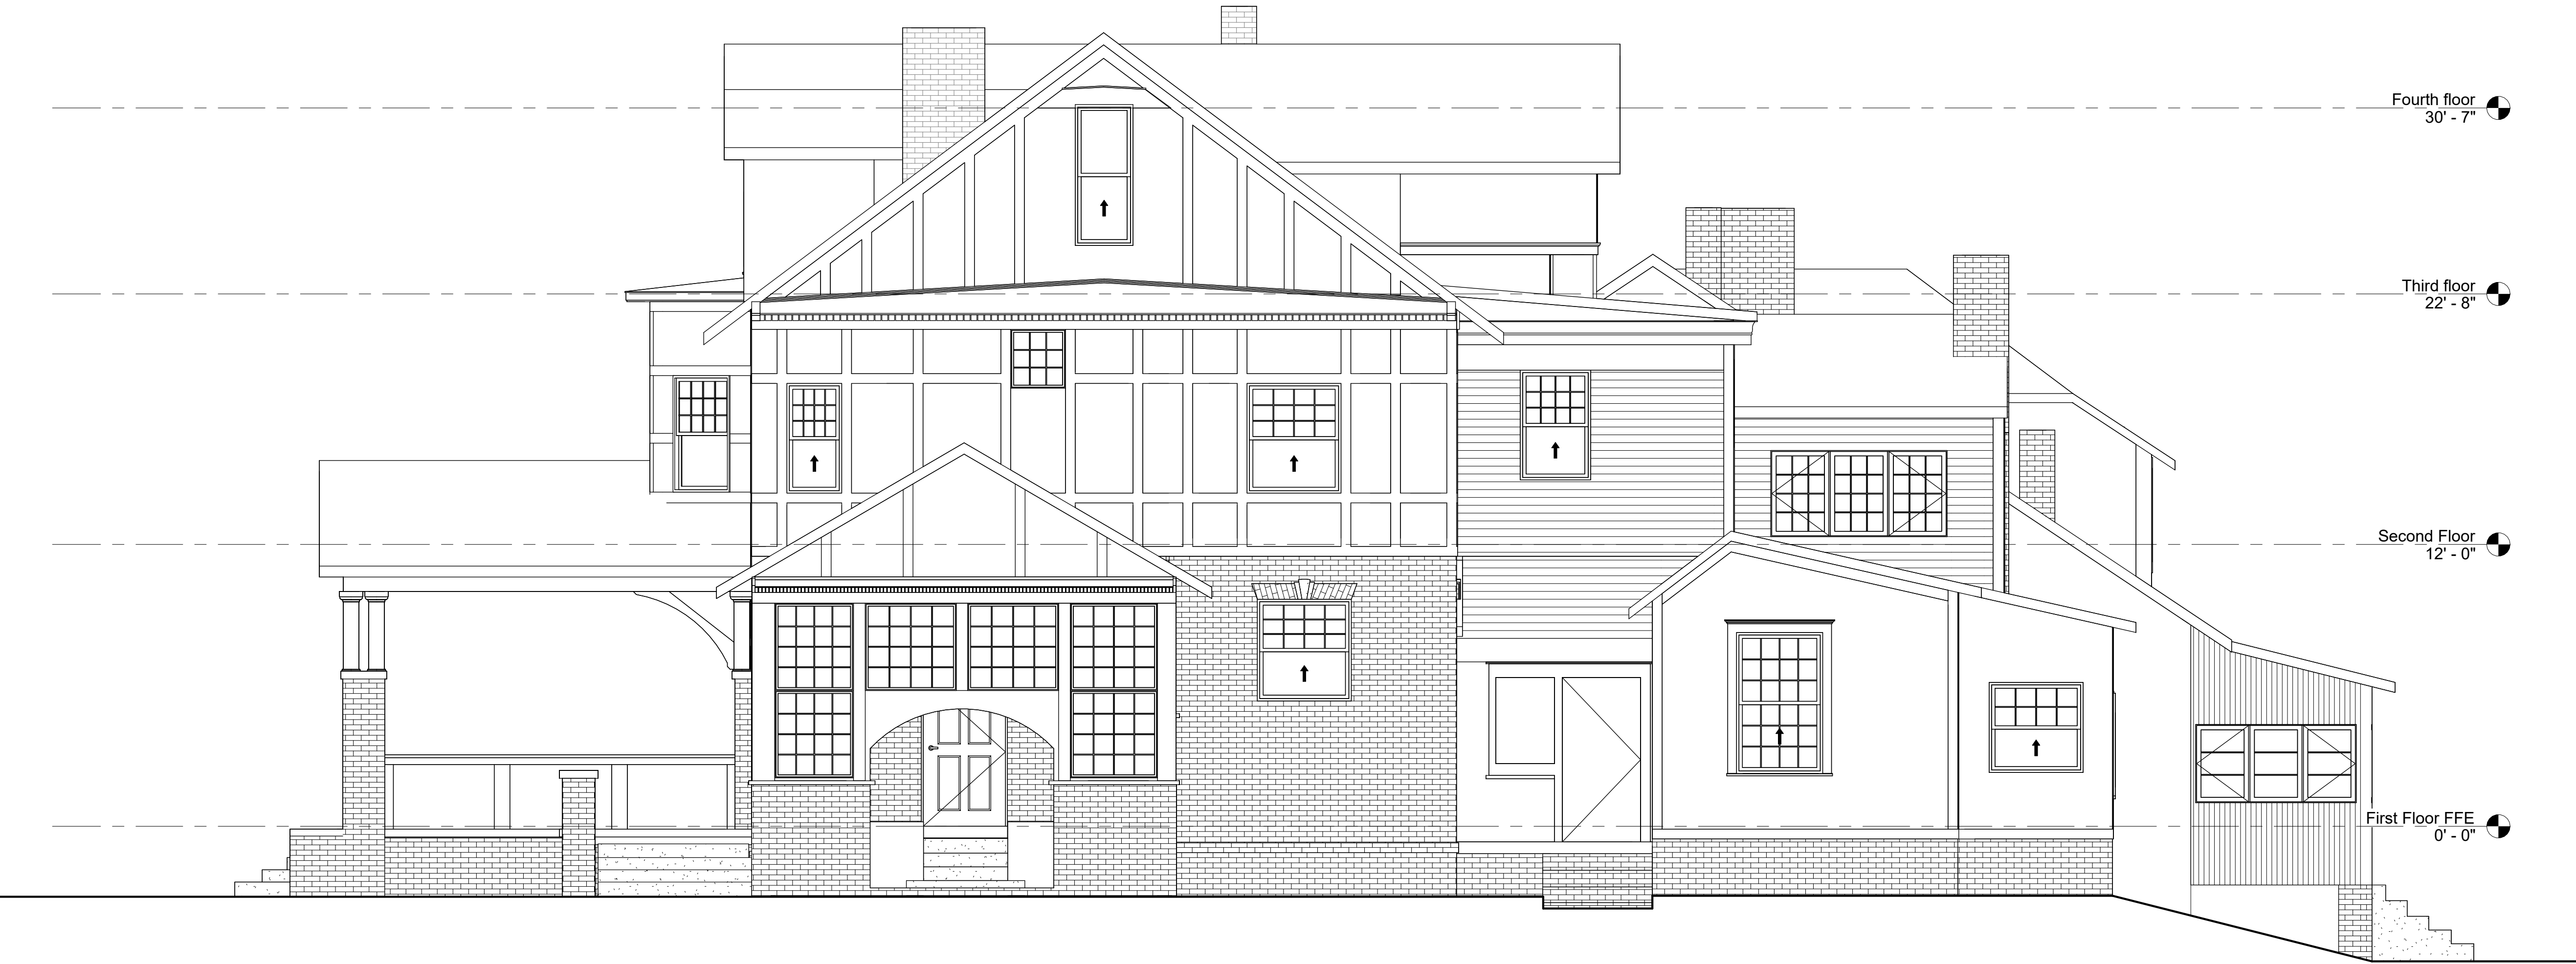 Fourth floor
30' - 7"
Third floor
22' - 8"
Second Floor
12' - 0"
First Floor FFE
0' - 0"